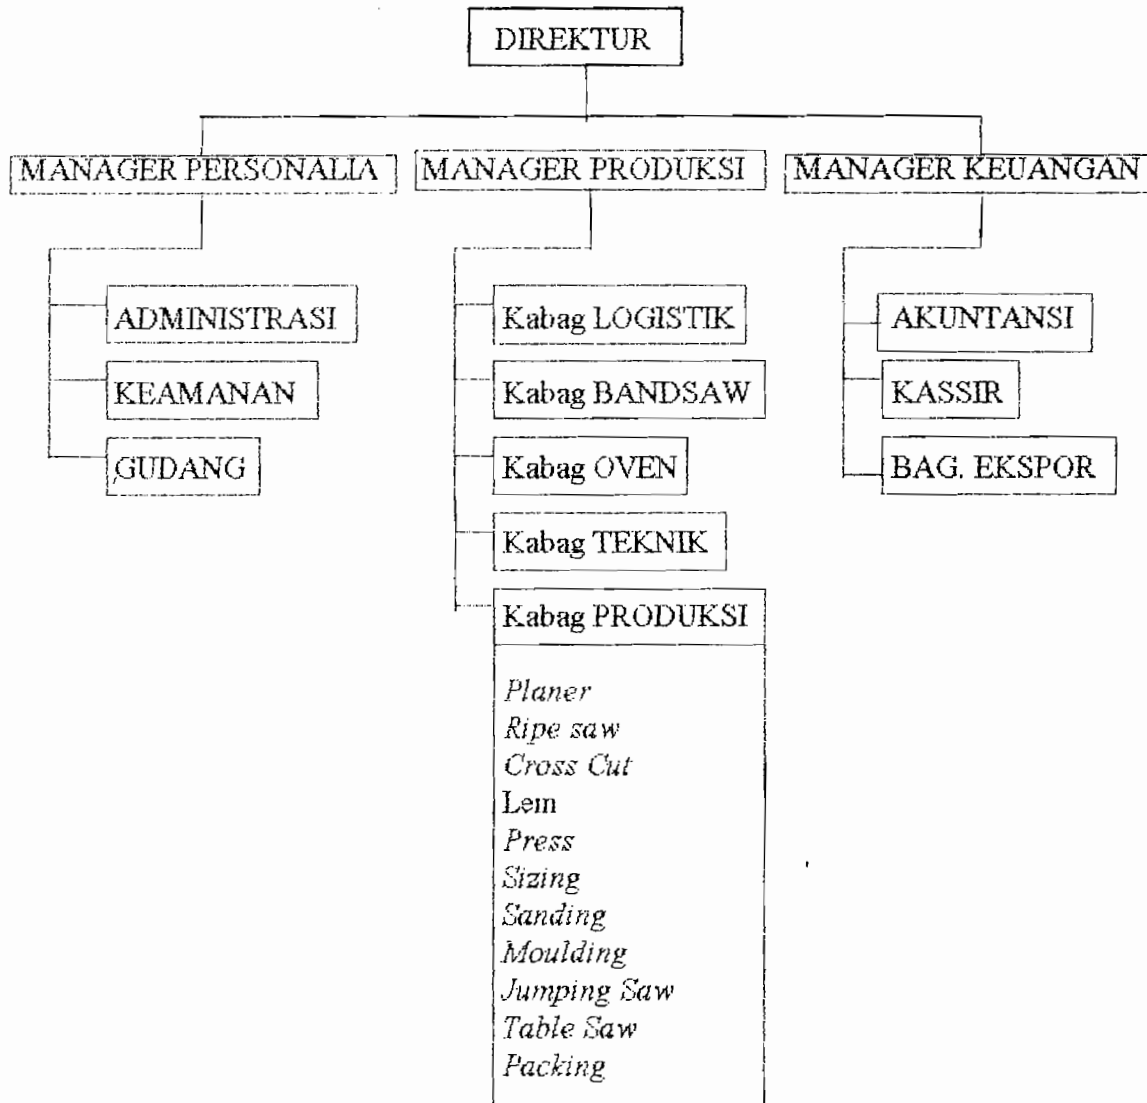 DIREKTUR
MANAGER PERSONALIA
MANAGER PRODUKSI
MANAGER KEUANGAN
ADMINISTRASI
KEAMANAN
GUDANG
Kabag LOGISTIK
Kabag BANDSAW
Kabag OVEN
Kabag TEKNIK
Kabag PRODUKSI
Planer
Ripe saw
Cross Cut
Lem
Press
Sizing
Sanding
Moulding
Jumping Saw
Table Saw
Packing
AKUNTANSI
KASSIR
BAG. EKSPOR